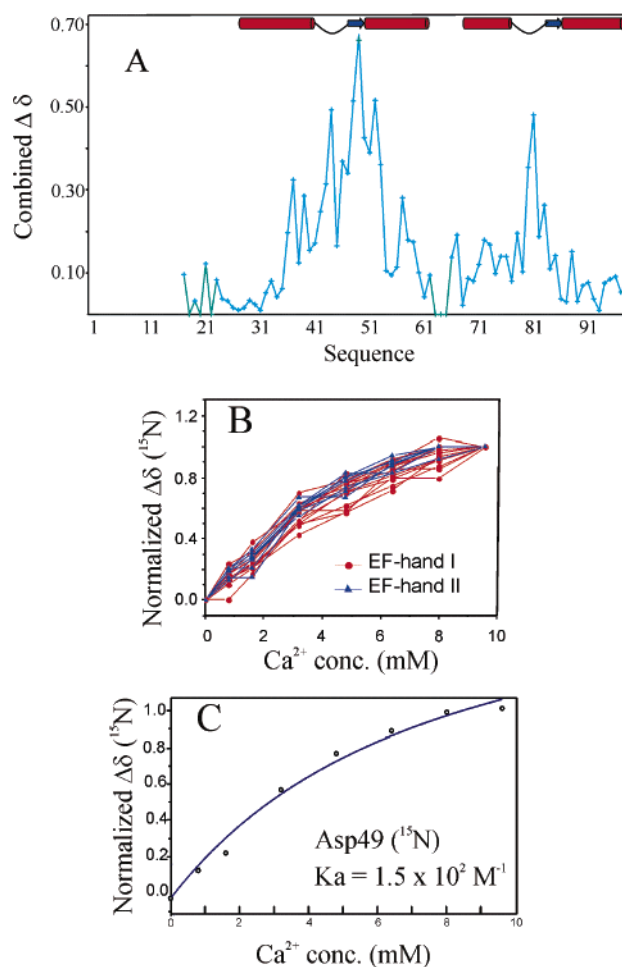 0.70
A
0.50
Combined Δ δ
0.30
0.10
1 11 21 31 41 51 61 71 81 91
Sequence
B
1.2
Normalized Δδ (¹⁵N)
0.8
0.4
0.0
EF-hand I
EF-hand II
0 2 4 6 8 10
Ca²⁺ conc. (mM)
C
1.0
Normalized Δδ (¹⁵N)
0.8
0.6
0.4
0.2
0.0
Asp49 (¹⁵N)
Ka = 1.5 x 10² M⁻¹
0 2 4 6 8 10
Ca²⁺ conc. (mM)